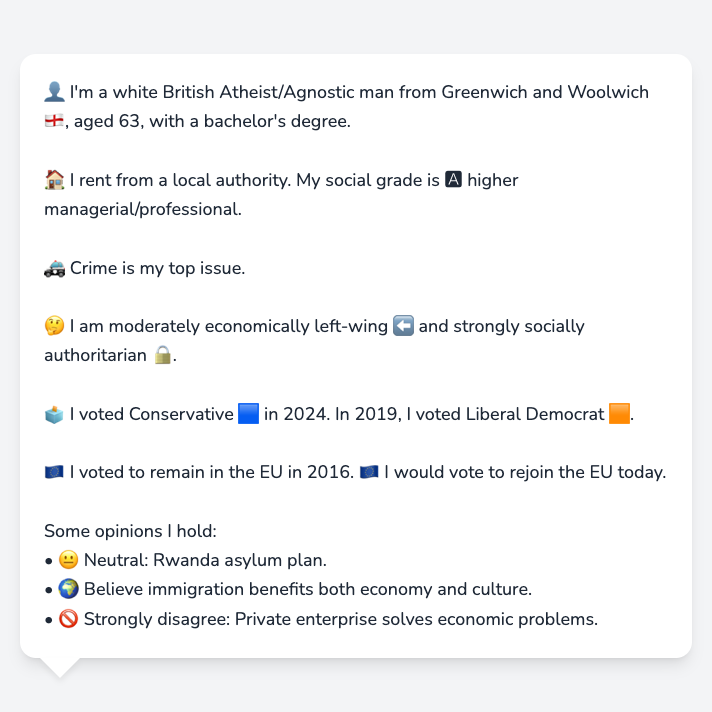 👤 I'm a white British Atheist/Agnostic man from Greenwich and Woolwich
🏴󠁧󠁢󠁥󠁮󠁧󠁿, aged 63, with a bachelor's degree.
🏠 I rent from a local authority. My social grade is 🅰 higher
managerial/professional.
🚓 Crime is my top issue.
🤔 I am moderately economically left-wing ⬅️ and strongly socially
authoritarian 🔒.
🗳️ I voted Conservative 🟦 in 2024. In 2019, I voted Liberal Democrat 🟧.
🇪🇺 I voted to remain in the EU in 2016. 🇪🇺 I would vote to rejoin the EU today.
Some opinions I hold:
• 😐 Neutral: Rwanda asylum plan.
• 🌍 Believe immigration benefits both economy and culture.
• 🚫 Strongly disagree: Private enterprise solves economic problems.